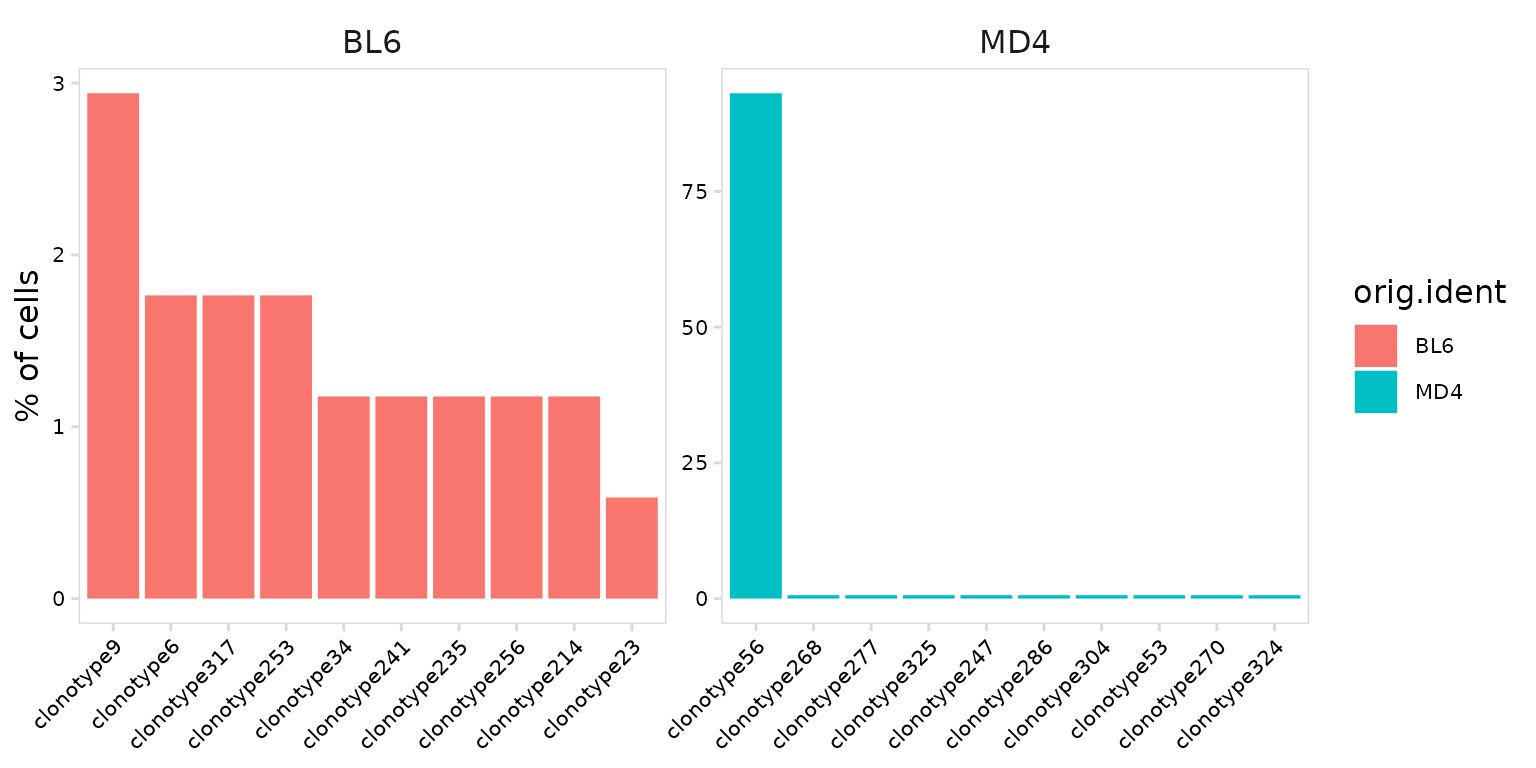 BL6
MD4
% of cells
3
2
1
0
75
50
25
0
clonotype9
clonotype6
clonotype317
clonotype253
clonotype34
clonotype241
clonotype235
clonotype256
clonotype214
clonotype23
clonotype56
clonotype268
clonotype277
clonotype325
clonotype247
clonotype286
clonotype304
clonotype53
clonotype270
clonotype324
orig.ident
BL6
MD4